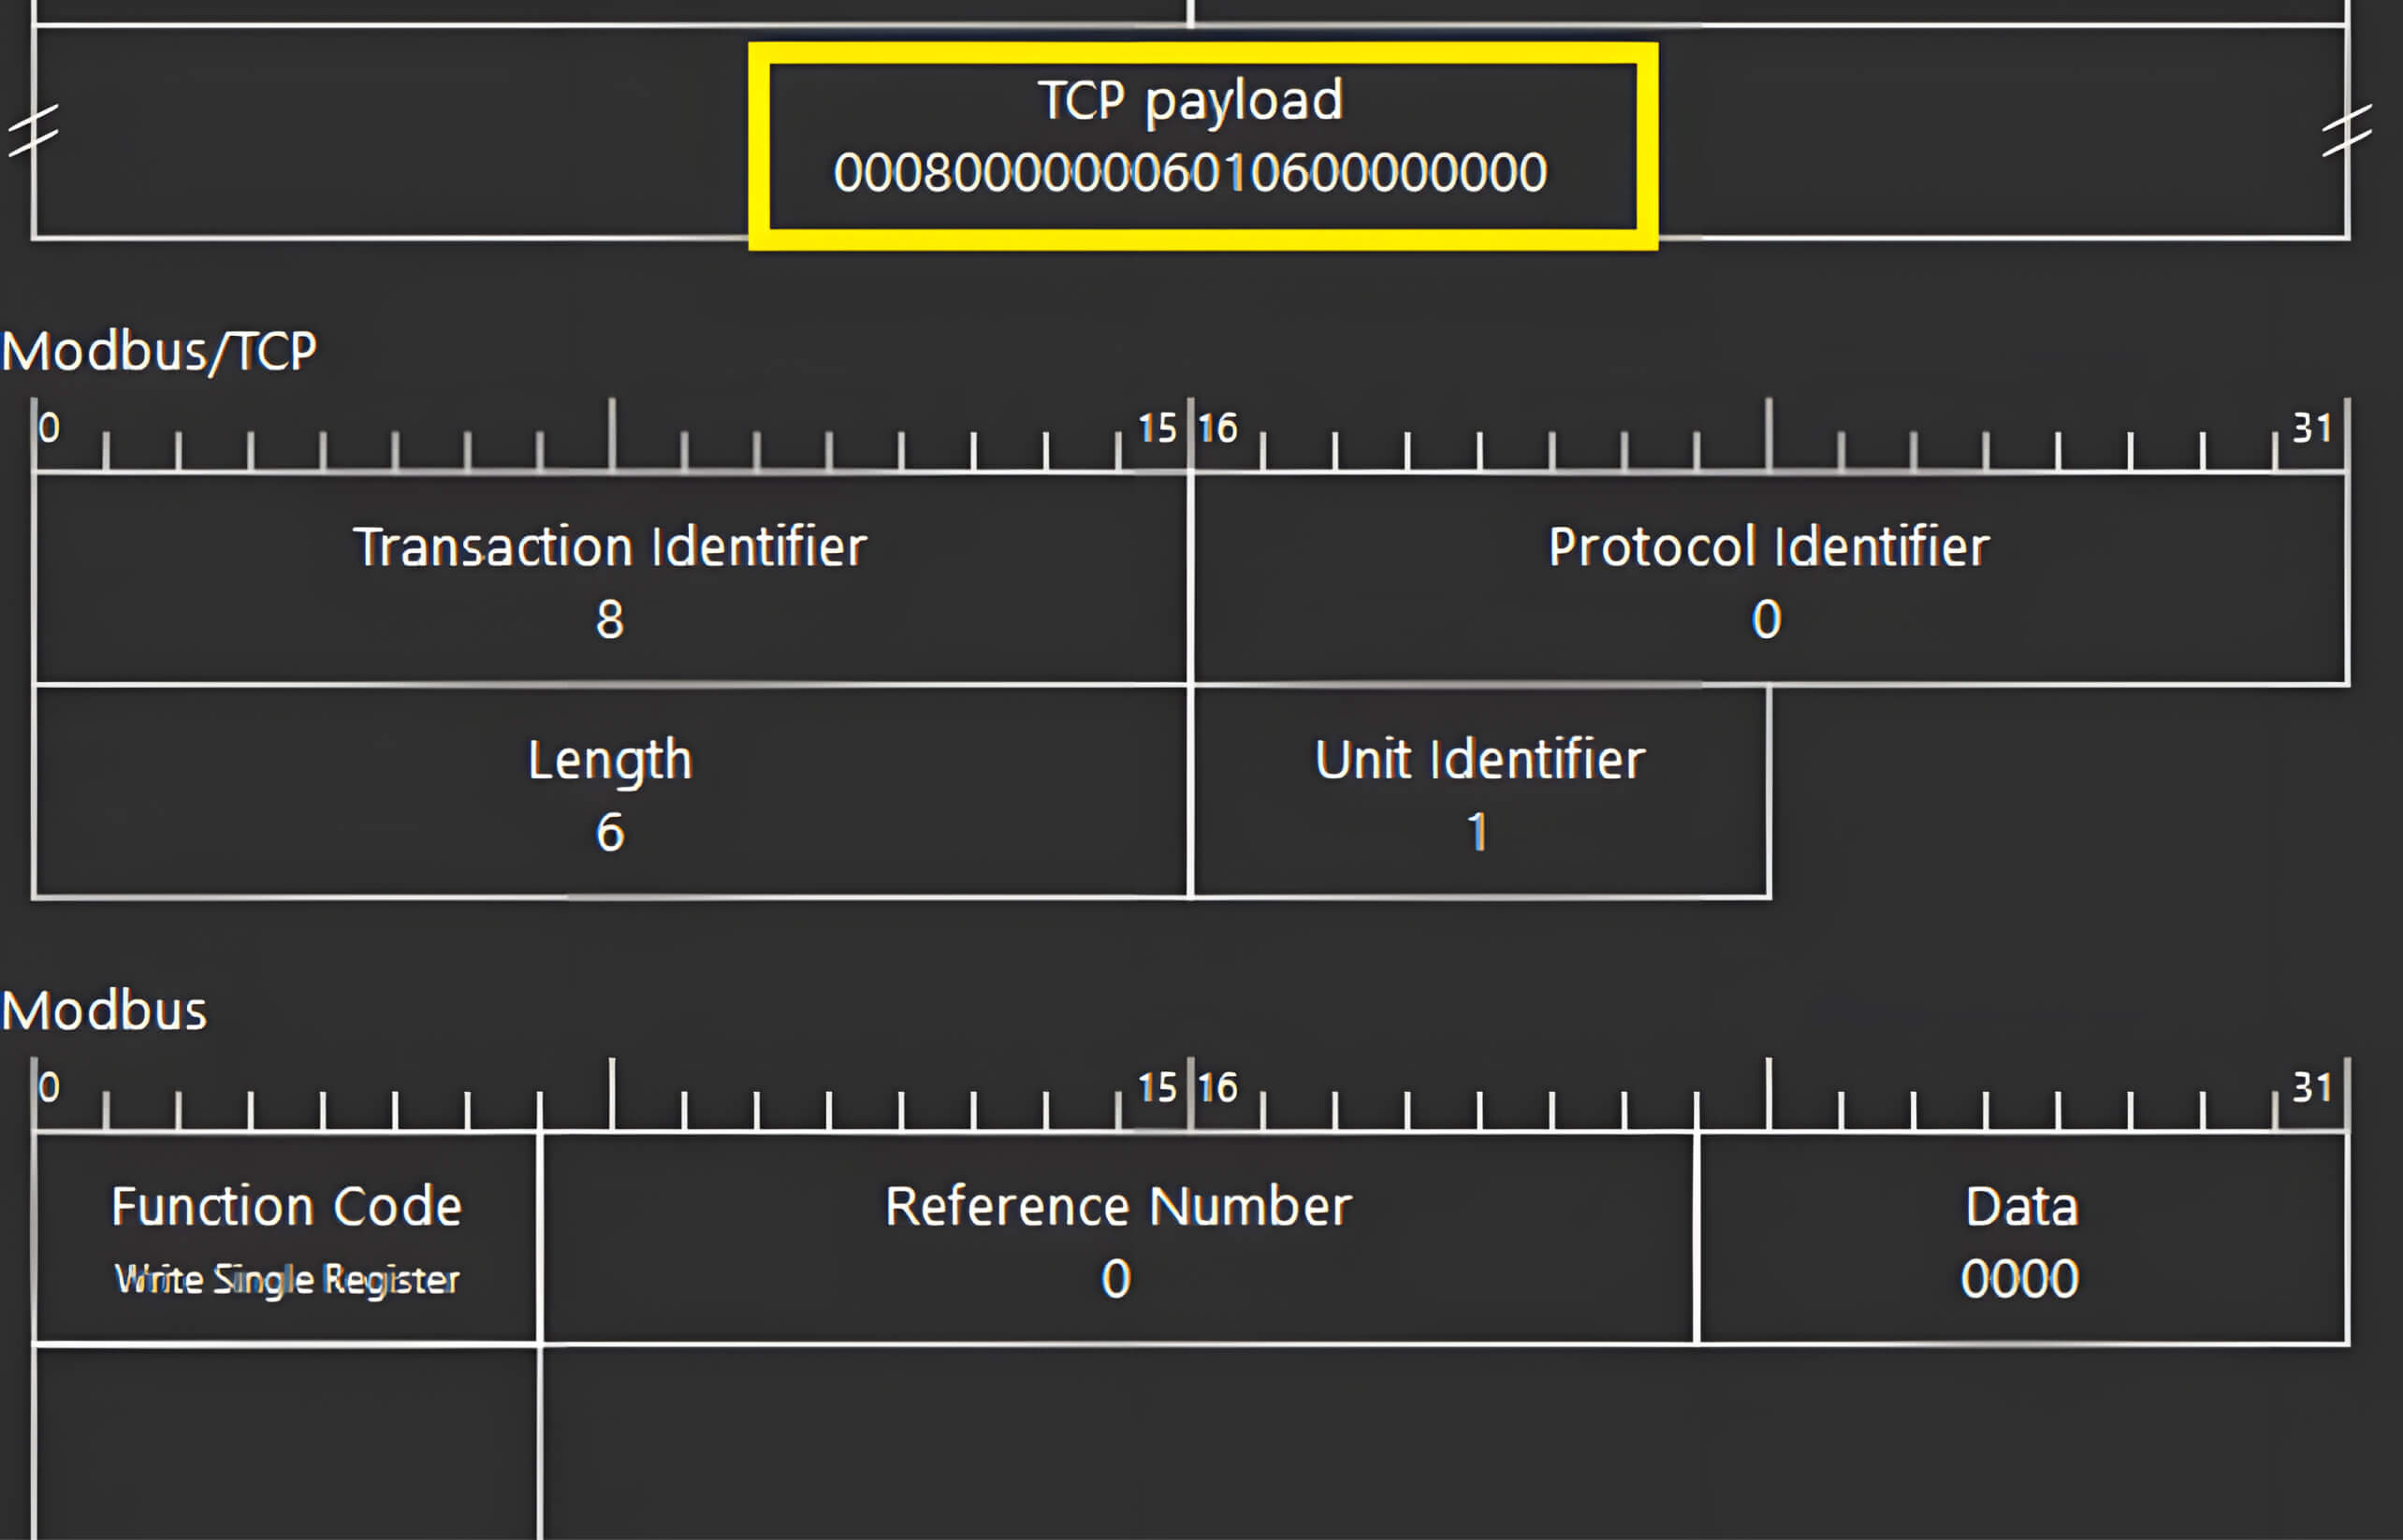 TCP payload
000800000006010600000000
Modbus/TCP
0 15 16 31
Transaction Identifier Protocol Identifier
8 0
Length Unit Identifier
6 1
Modbus
0 15 16 31
Function Code Reference Number Data
Write Single Register 0 0000